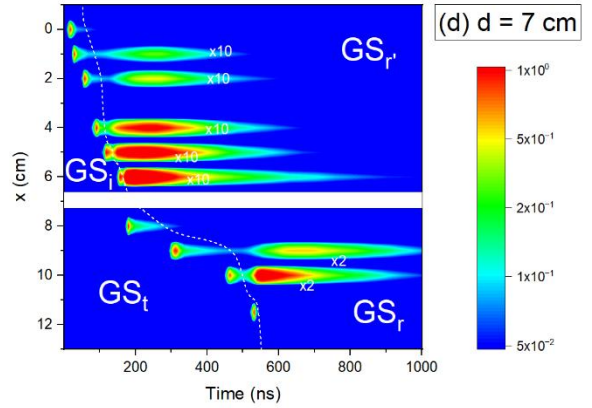 (d) d = 7 cm
GSr'
x10
x10
x10
x10
x10
GSi
x2
x2
GSt
GSr
0
2
4
6
8
10
12
x (cm)
200
400
600
800
1000
Time (ns)
1x10⁰
5x10⁻¹
2x10⁻¹
1x10⁻¹
5x10⁻²